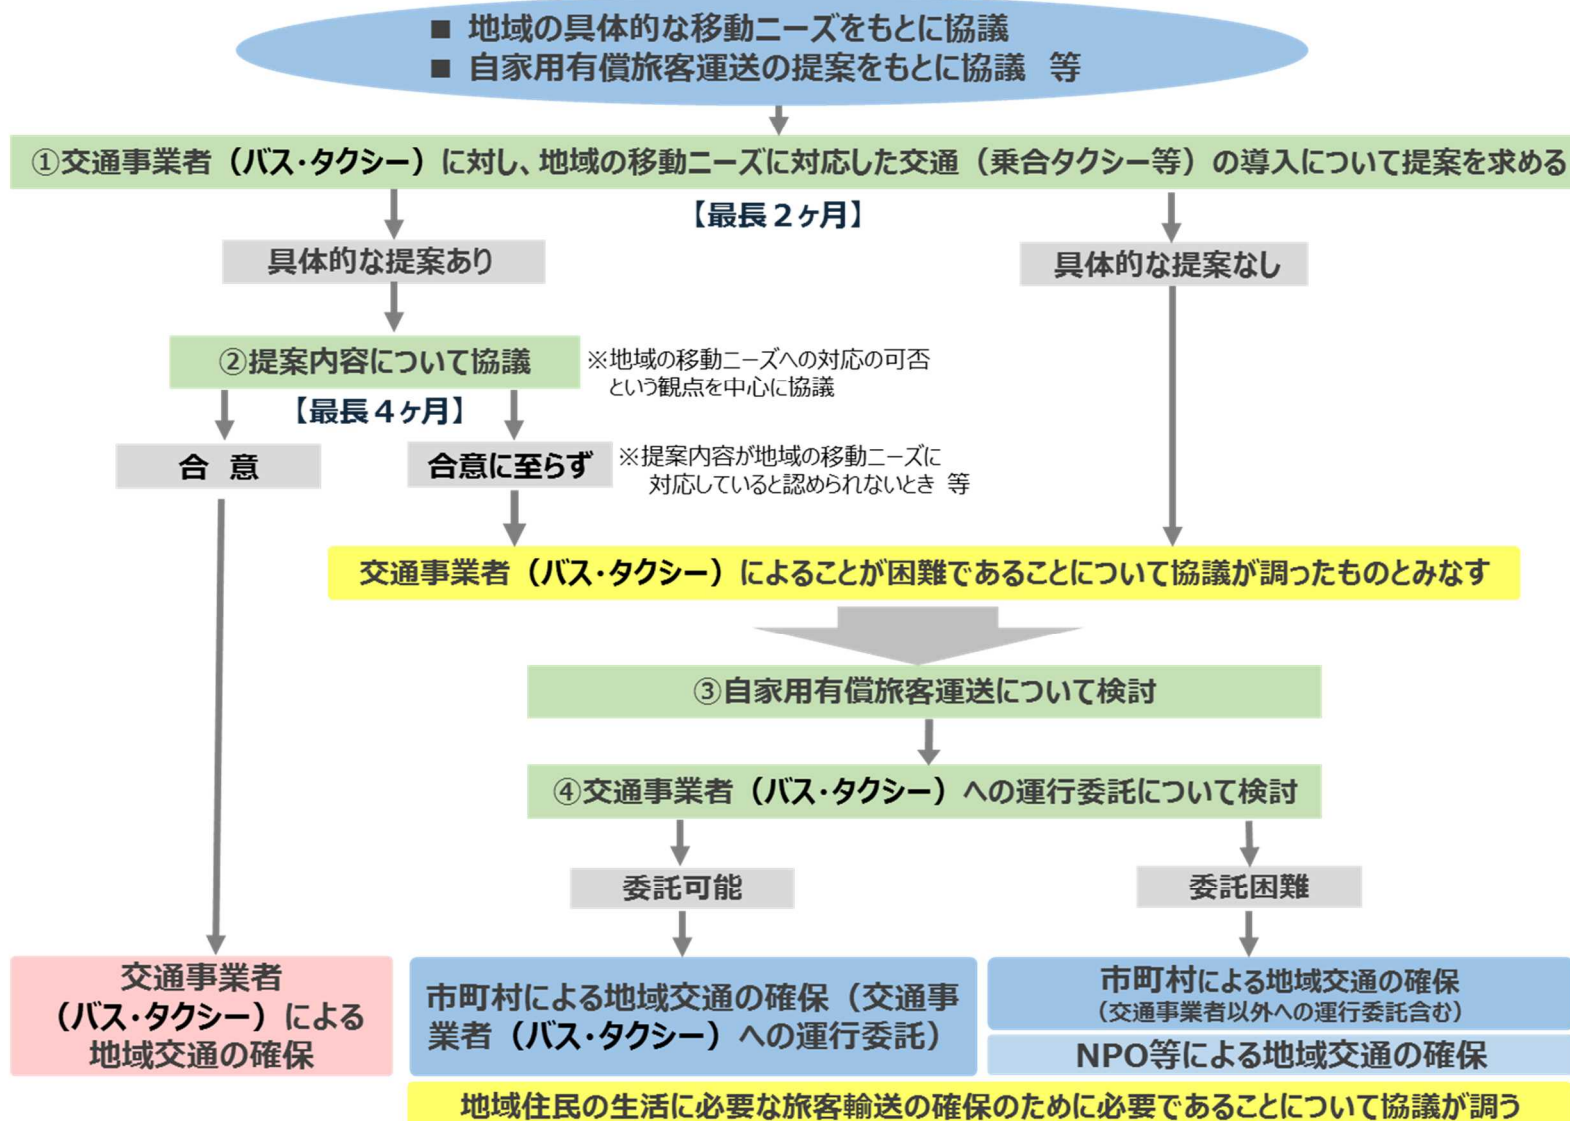 ■ 地域の具体的な移動ニーズをもとに協議
■ 自家用有償旅客運送の提案をもとに協議 等
①交通事業者（バス・タクシー）に対し、地域の移動ニーズに対応した交通（乗合タクシー等）の導入について提案を求める
【最長２ヶ月】
具体的な提案あり
具体的な提案なし
②提案内容について協議
※地域の移動ニーズへの対応の可否
という観点を中心に協議
【最長４ヶ月】
合 意
合意に至らず
※提案内容が地域の移動ニーズに
対応していると認められないとき 等
交通事業者（バス・タクシー）によることが困難であることについて協議が調ったものとみなす
③自家用有償旅客運送について検討
④交通事業者（バス・タクシー）への運行委託について検討
委託可能
委託困難
交通事業者
（バス・タクシー）による
地域交通の確保
市町村による地域交通の確保（交通事
業者（バス・タクシー）への運行委託）
市町村による地域交通の確保
（交通事業者以外への運行委託含む）
NPO等による地域交通の確保
地域住民の生活に必要な旅客輸送の確保のために必要であることについて協議が調う